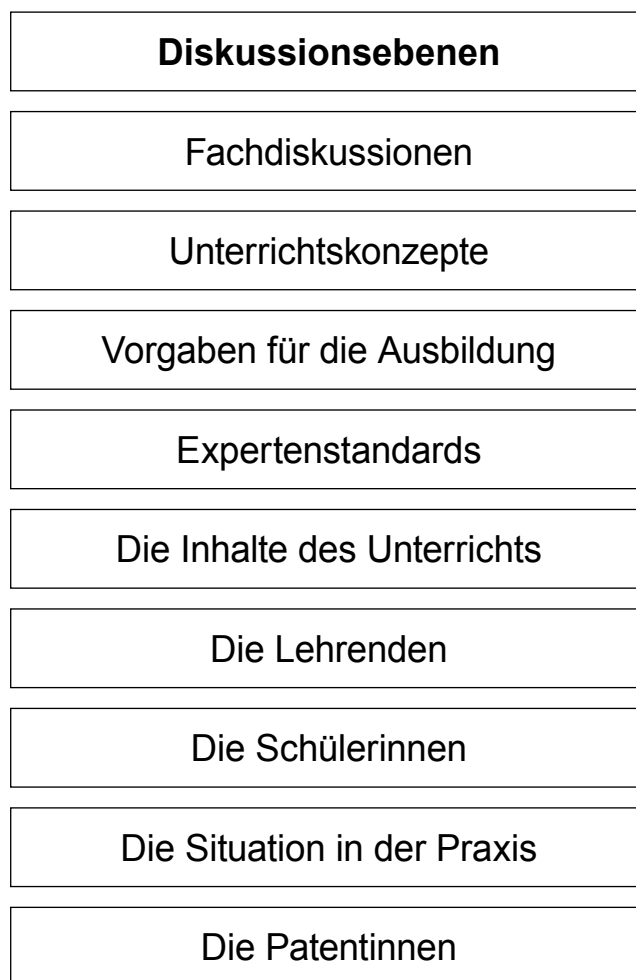 Diskussionsebenen
Fachdiskussionen
Unterrichtskonzepte
Vorgaben für die Ausbildung
Expertenstandards
Die Inhalte des Unterrichts
Die Lehrenden
Die Schülerinnen
Die Situation in der Praxis
Die Patentinnen